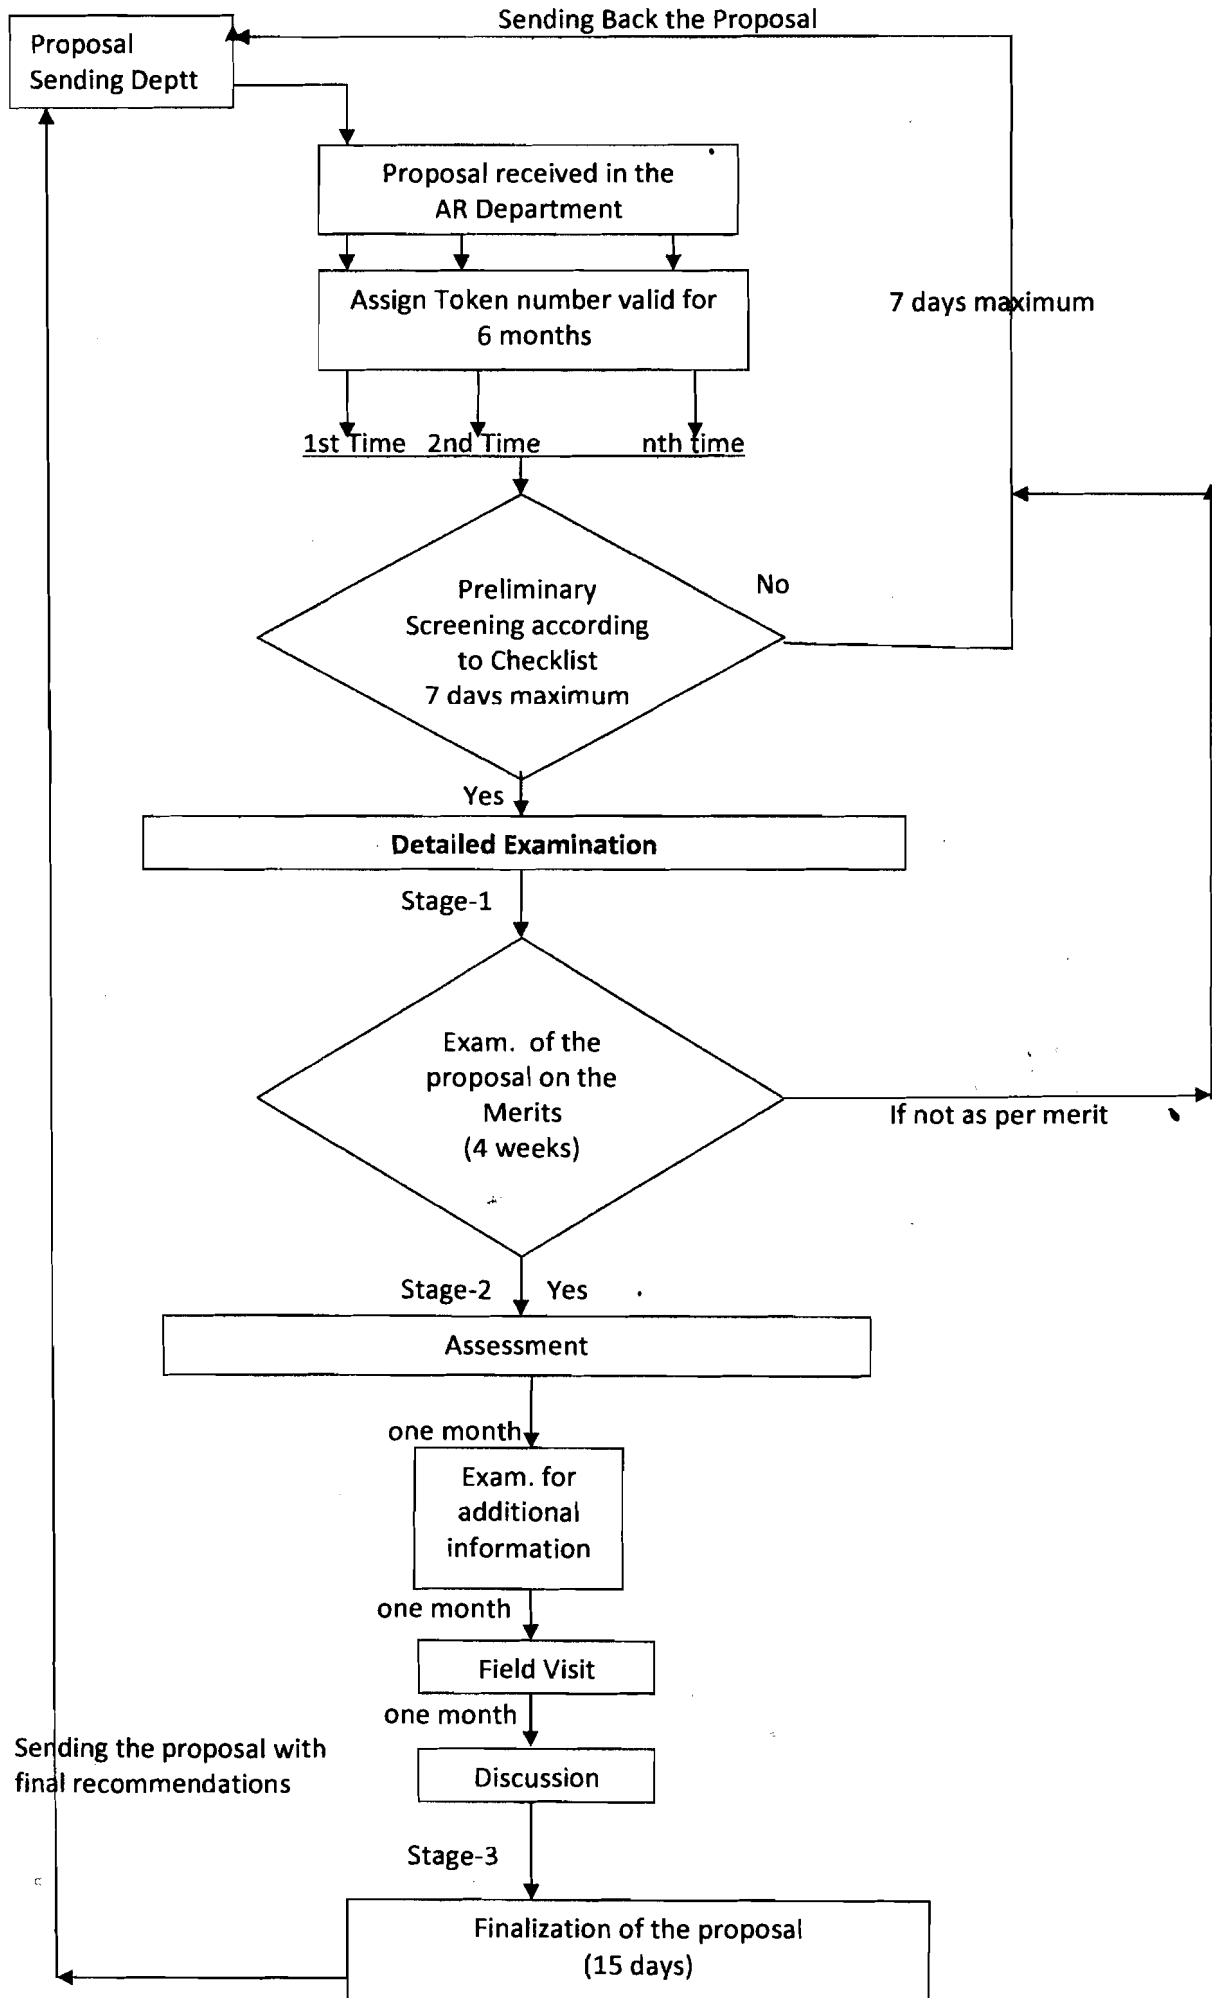 Sending Back the Proposal
Proposal
Sending Deptt
Proposal received in the
AR Department
Assign Token number valid for
6 months
7 days maximum
1st Time 2nd Time nth time
No
Preliminary
Screening according
to Checklist
7 days maximum
Yes
Detailed Examination
Stage-1
Exam. of the
proposal on the
Merits
(4 weeks)
If not as per merit
Stage-2 Yes
Assessment
one month
Exam. for
additional
information
one month
Field Visit
one month
Discussion
Sending the proposal with
final recommendations
Stage-3
Finalization of the proposal
(15 days)